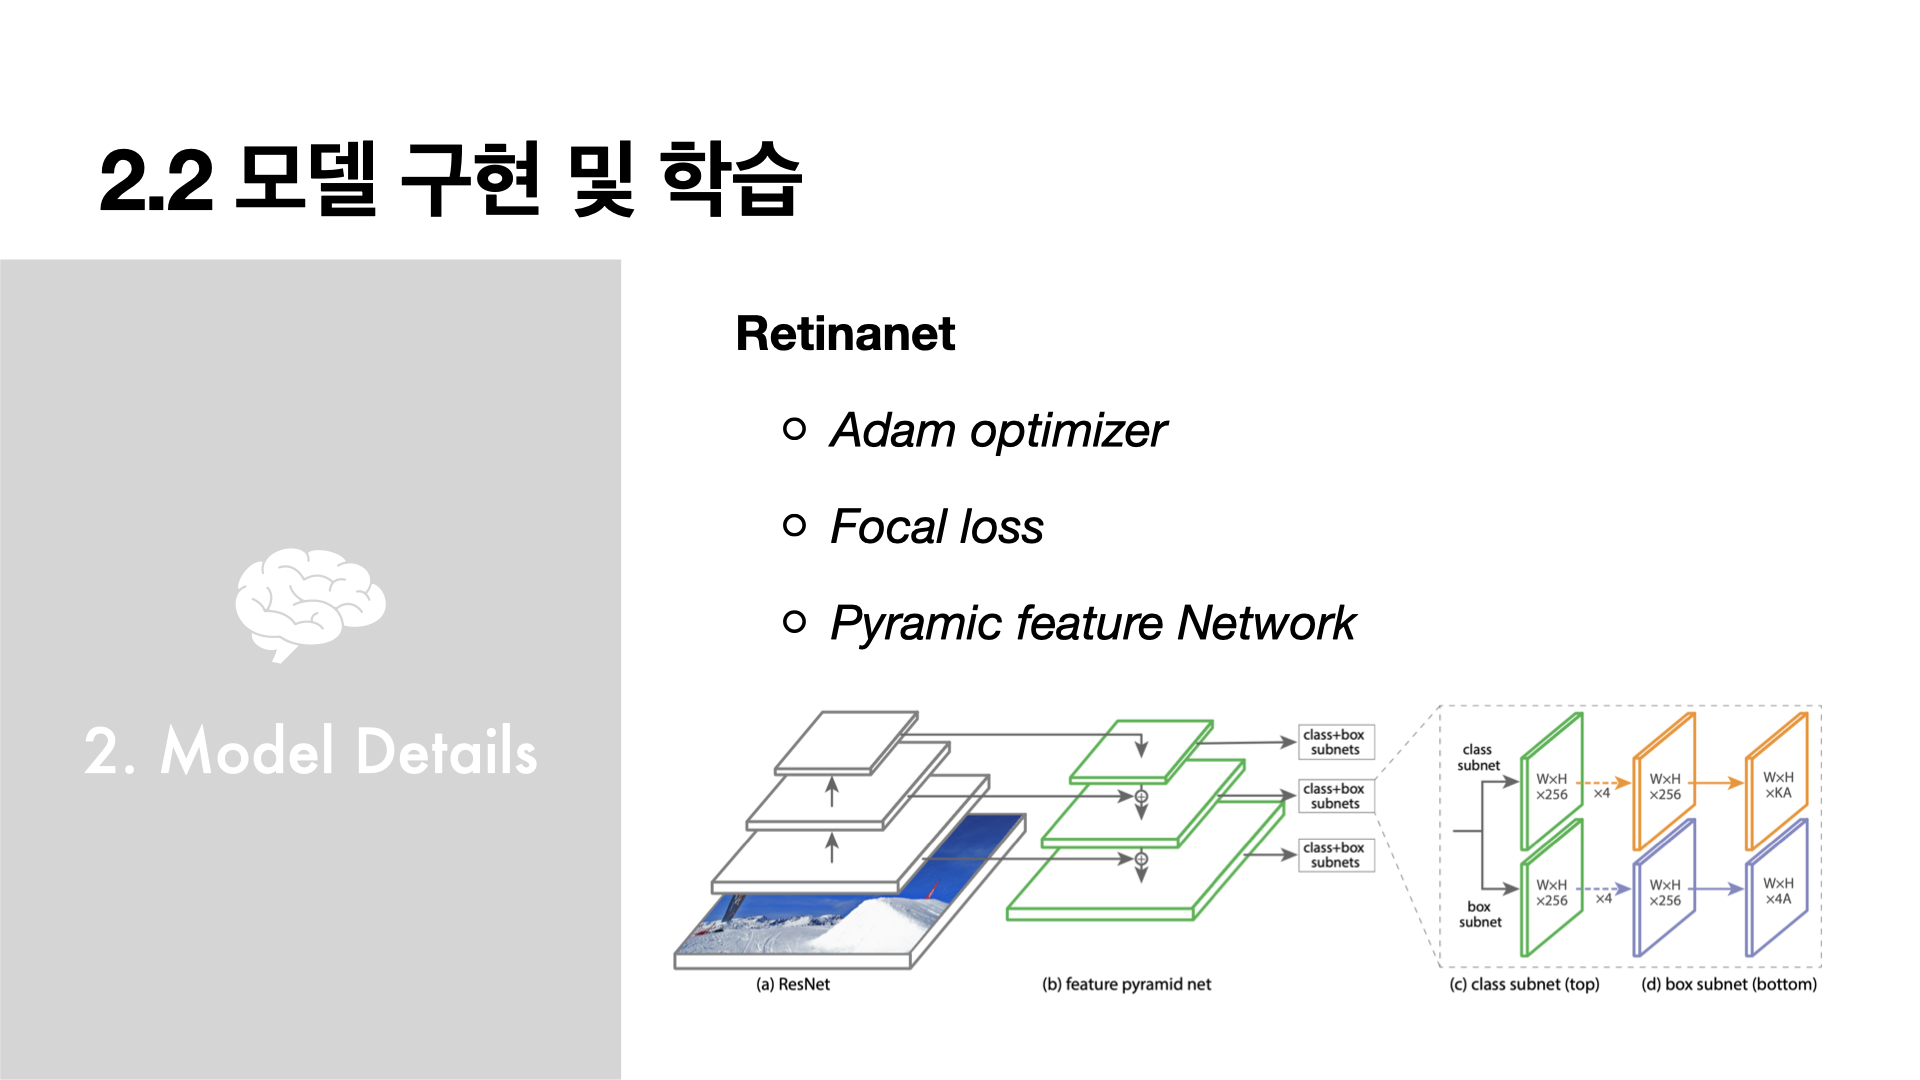 2.2 모델 구현 및 학습
2. Model Details
Retinanet
Adam optimizer
Focal loss
Pyramic feature Network
class+box
subnets
class+box
subnets
class+box
subnets
class
subnet
W×H
×256
×4
W×H
×256
W×H
×KA
box
subnet
W×H
×256
×4
W×H
×256
W×H
×4A
(a) ResNet
(b) feature pyramid net
(c) class subnet (top)
(d) box subnet (bottom)